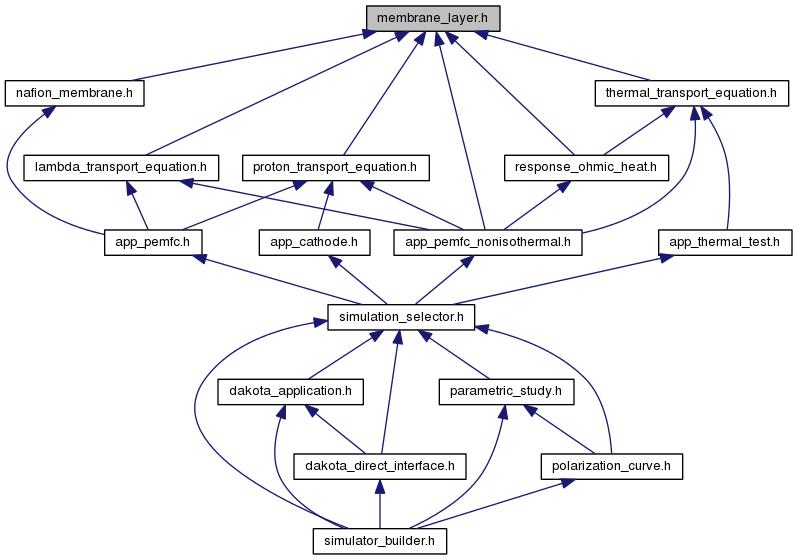 membrane_layer.h
nafion_membrane.h
thermal_transport_equation.h
lambda_transport_equation.h
proton_transport_equation.h
response_ohmic_heat.h
app_pemfc.h
app_cathode.h
app_pemfc_nonisothermal.h
app_thermal_test.h
simulation_selector.h
dakota_application.h
parametric_study.h
dakota_direct_interface.h
polarization_curve.h
simulator_builder.h